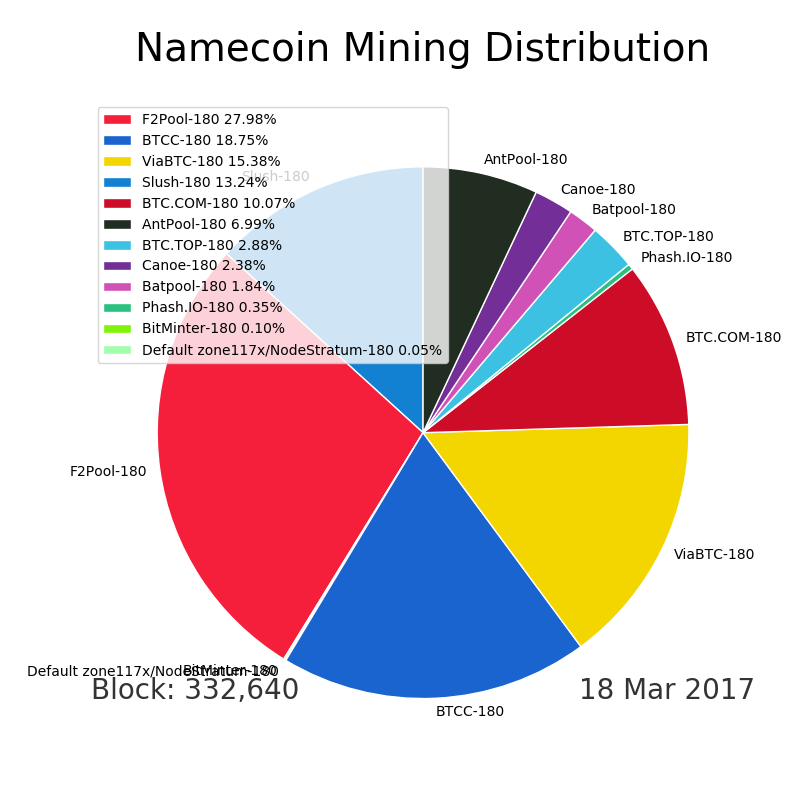 Namecoin Mining Distribution
F2Pool-180 27.98%
BTCC-180 18.75%
ViaBTC-180 15.38%
Slush-180 13.24%
BTC.COM-180 10.07%
AntPool-180 6.99%
BTC.TOP-180 2.88%
Canoe-180 2.38%
Batpool-180 1.84%
Phash.IO-180 0.35%
BitMinter-180 0.10%
Default zone117x/NodeStratum-180 0.05%
Slush-180
AntPool-180
Canoe-180
Batpool-180
BTC.TOP-180
Phash.IO-180
BTC.COM-180
F2Pool-180
ViaBTC-180
Default zone117x/NodeStratum-180
BitMinter-180
Block: 332,640
18 Mar 2017
BTCC-180